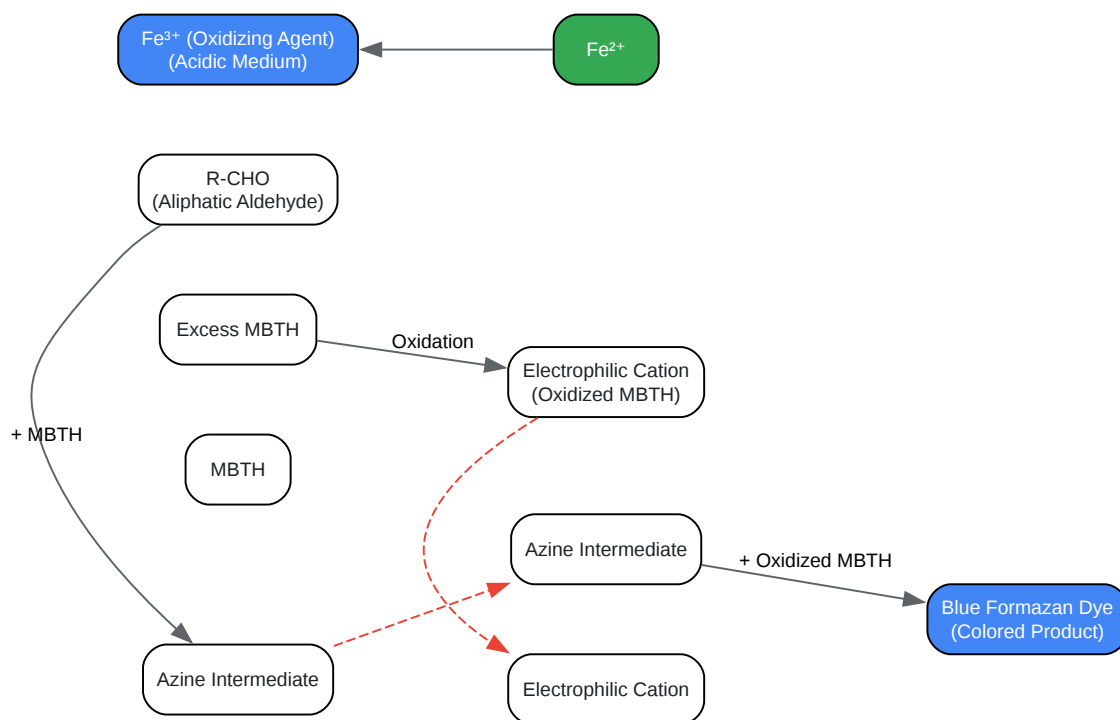 Fe³⁺ (Oxidizing Agent)
(Acidic Medium)
Fe²⁺
R-CHO
(Aliphatic Aldehyde)
Excess MBTH
Oxidation
Electrophilic Cation
(Oxidized MBTH)
+ MBTH
MBTH
Azine Intermediate
+ Oxidized MBTH
Blue Formazan Dye
(Colored Product)
Azine Intermediate
Electrophilic Cation